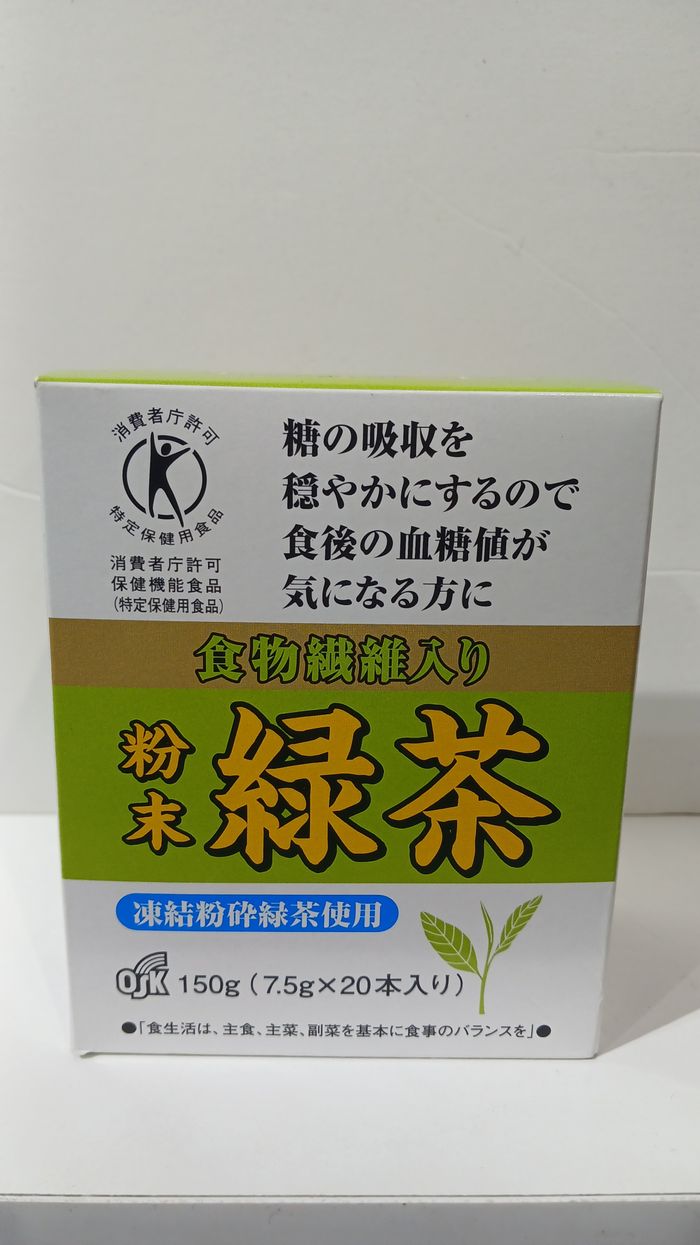 消費者庁許可
特定保健用食品
消費者庁許可
保健機能食品
(特定保健用食品)
糖の吸収を
穏やかにするので
食後の血糖値が
気になる方に
食物繊維入り
粉末
緑茶
凍結粉砕緑茶使用
OSK 150g(7.5g×20本入り)
●「食生活は、主食、主菜、副菜を基本に食事のバランスを」●